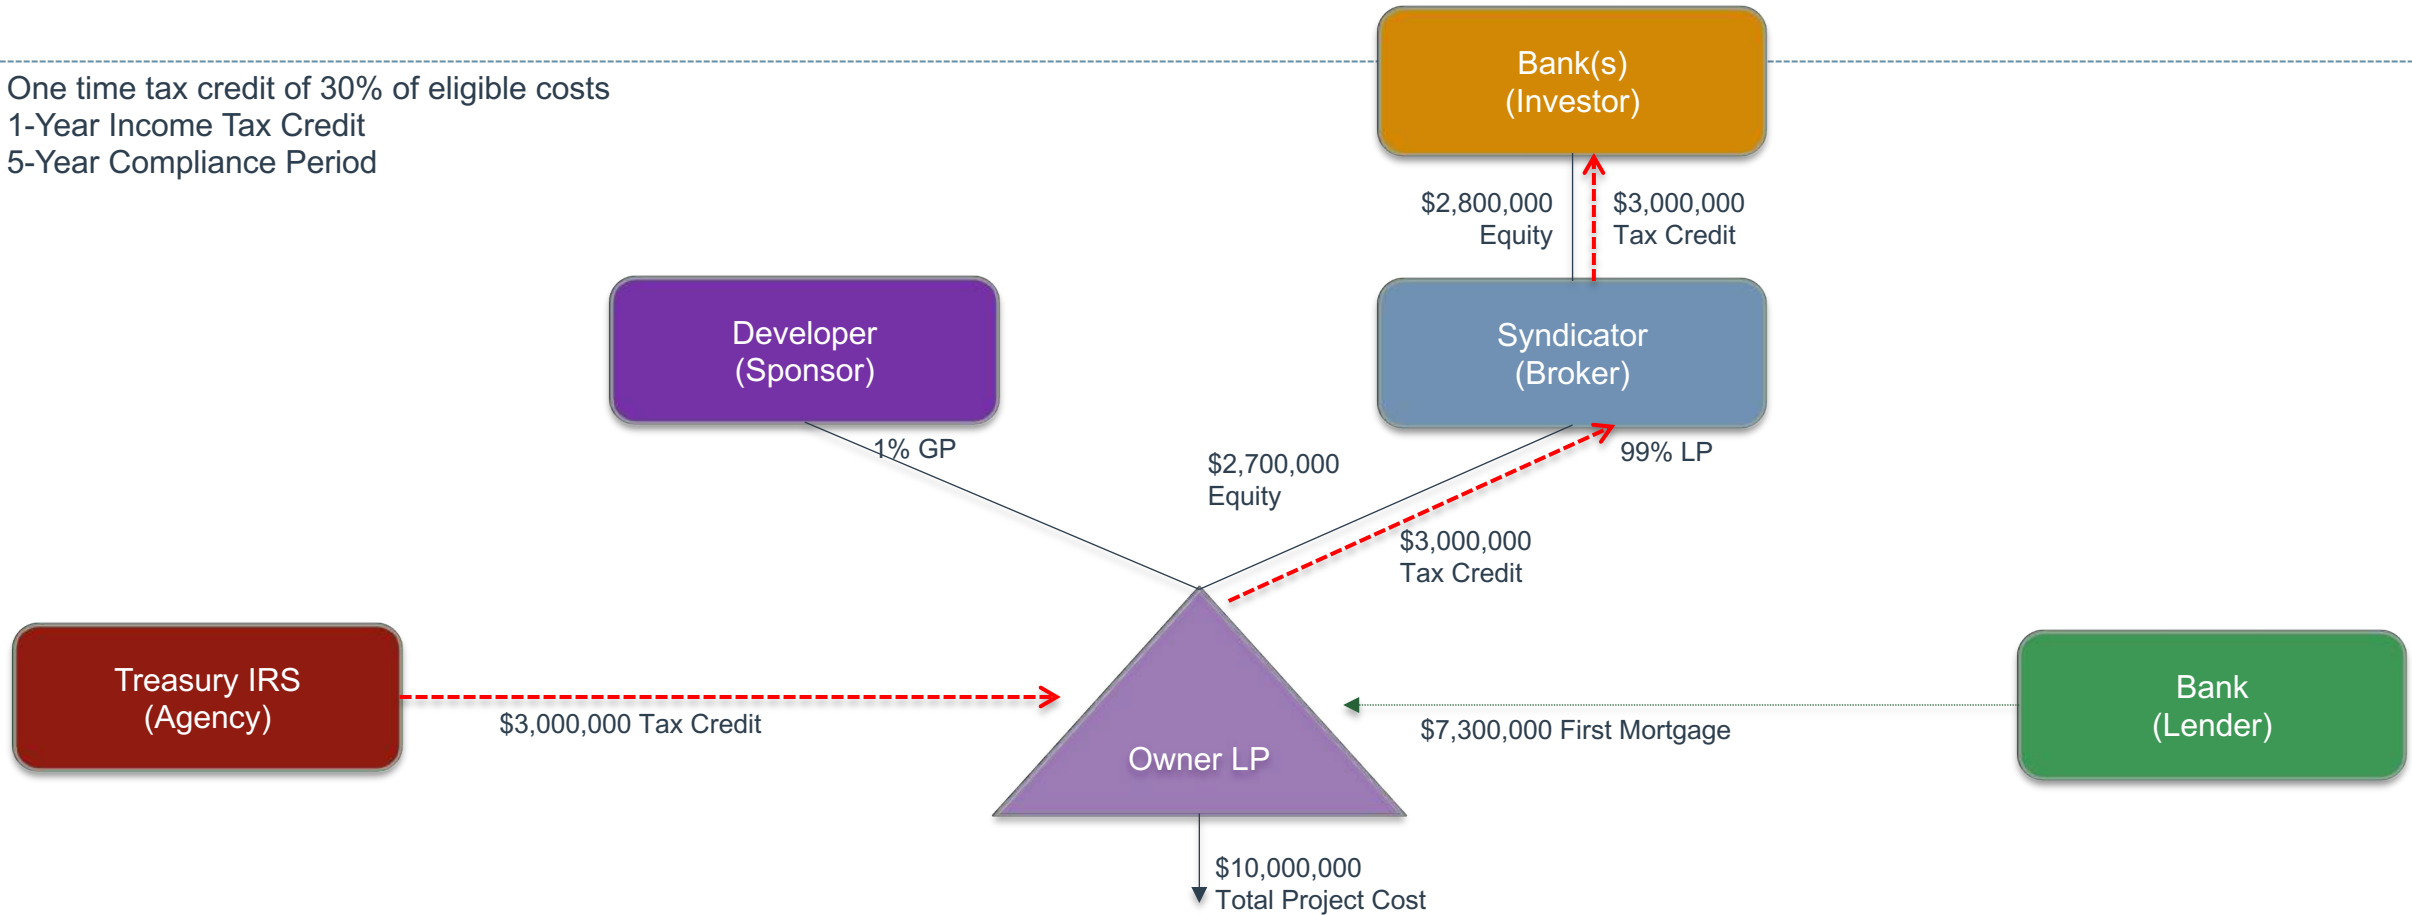 Bank(s)
(Investor)
One time tax credit of 30% of eligible costs
1-Year Income Tax Credit
5-Year Compliance Period
$2,800,000
Equity
$3,000,000
Tax Credit
Developer
(Sponsor)
Syndicator
(Broker)
1% GP
$2,700,000
Equity
99% LP
$3,000,000
Tax Credit
Treasury IRS
(Agency)
$3,000,000 Tax Credit
Owner LP
$7,300,000 First Mortgage
Bank
(Lender)
$10,000,000
Total Project Cost